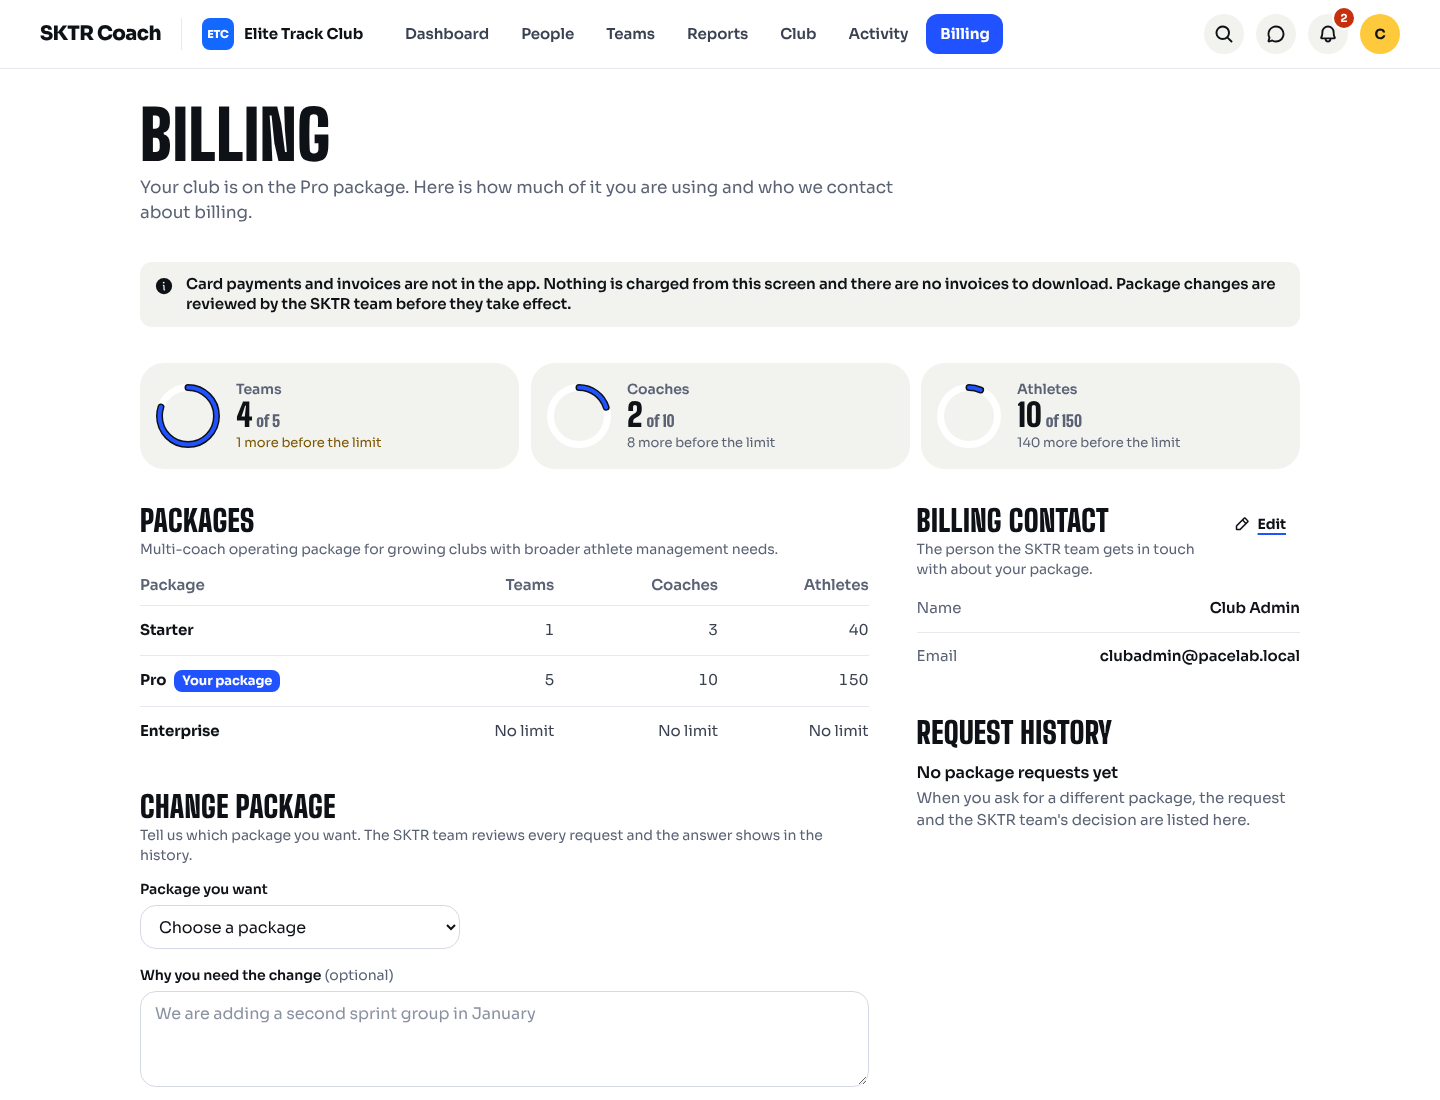 SKTR Coach
ETC
Elite Track Club
Dashboard
People
Teams
Reports
Club
Activity
Billing
2
C
BILLING
Your club is on the Pro package. Here is how much of it you are using and who we contact
about billing.
Card payments and invoices are not in the app. Nothing is charged from this screen and there are no invoices to download. Package changes are
reviewed by the SKTR team before they take effect.
Teams
4 of 5
1 more before the limit
Coaches
2 of 10
8 more before the limit
Athletes
10 of 150
140 more before the limit
PACKAGES
Multi-coach operating package for growing clubs with broader athlete management needs.
Package Teams Coaches Athletes
Starter 1 3 40
Pro Your package 5 10 150
Enterprise No limit No limit No limit
CHANGE PACKAGE
Tell us which package you want. The SKTR team reviews every request and the answer shows in the
history.
Package you want
Choose a package
Why you need the change (optional)
We are adding a second sprint group in January
BILLING CONTACT
Edit
The person the SKTR team gets in touch
with about your package.
Name Club Admin
Email clubadmin@pacelab.local
REQUEST HISTORY
No package requests yet
When you ask for a different package, the request
and the SKTR team's decision are listed here.